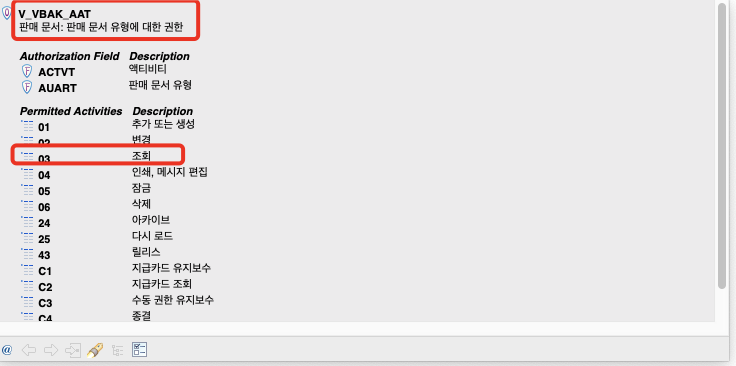 V_VBAK_AAT
판매 문서: 판매 문서 유형에 대한 권한
Authorization Field Description
ACTVT 액티비티
AUART 판매 문서 유형
Permitted Activities Description
01 추가 또는 생성
02 변경
03 조회
04 인쇄, 메시지 편집
05 잠금
06 삭제
24 아카이브
25 다시 로드
43 릴리스
C1 지급카드 유지보수
C2 지급카드 조회
C3 수동 권한 유지보수
C4 종결